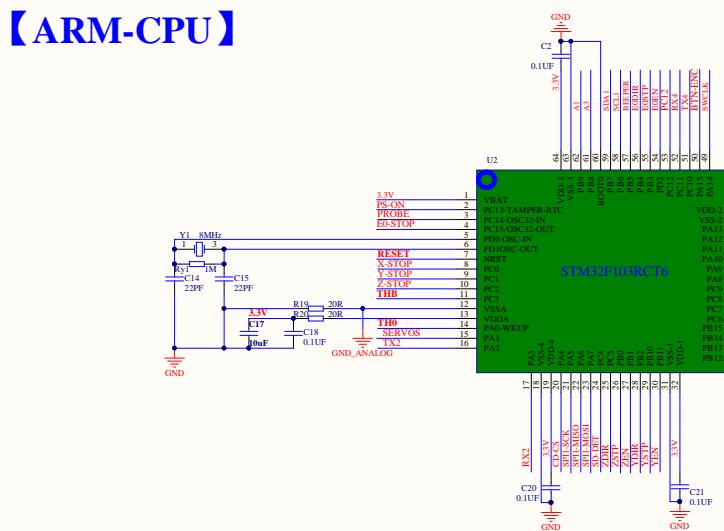 【ARM-CPU】
GND
C2
0.1UF
3.3V
A1
A3
SDA1
SCL1
BEEPER
E0DIR
E0STP
E0EN
PC12
RX4
TX4
BTN-ENC
SWCLK
64 63 62 61 60 59 58 57 56 55 54 53 52 51 50 49
U2
VDD-3
VSS-3
PB9
PB8
BOOT0
PB7
PB6
PB5
PB4
PB3
PD2
PC12
PC11
PC10
PA15
PA14
3.3V 1 VBAT
PS-ON 2 PC13-TAMPER-RTC
PROBE 3 PC14-OSC32-IN
E0-STOP 4 PC15-OSC32-OUT
5 PD0 OSC-IN
6 PD1OSC-OUT
RESET 7 NRST
X-STOP 8 PC0
Y-STOP 9 PC1
Z-STOP 10 PC2
THB 11 PC3
12 VSSA
13 VDDA
TH0 14 PA0-WKUP
SERVOS 15 PA1
TX2 16 PA2
VDD-2
VSS-2
PA13
PA12
PA11
PA10
PA9
PA8
PC9
PC8
PC7
PC6
PB15
PB14
PB13
PB12
STM32F103RCT6
Y1 8MHz
1 3
Ry1 1M
C14
22PF
C15
22PF
R19 20R
R20 20R
3.3V
C17
10uF
C18
0.1UF
GND_ANALOG
GND
PA3
VSS-4
VDD-4
PA4
PA5
PA6
PA7
PC4
PC5
PB0
PB1
PB2
PB10
PB11
VSS-1
VDD-1
17 18 19 20 21 22 23 24 25 26 27 28 29 30 31 32
RX2
3.3V
CD-CS
SPI1-SCK
SPI1-MISO
SPI1-MOSI
SD-DET
ZDIR
ZSTP
ZEN
YDIR
YSTP
YEN
3.3V
C20
0.1UF
GND
C21
0.1UF
GND